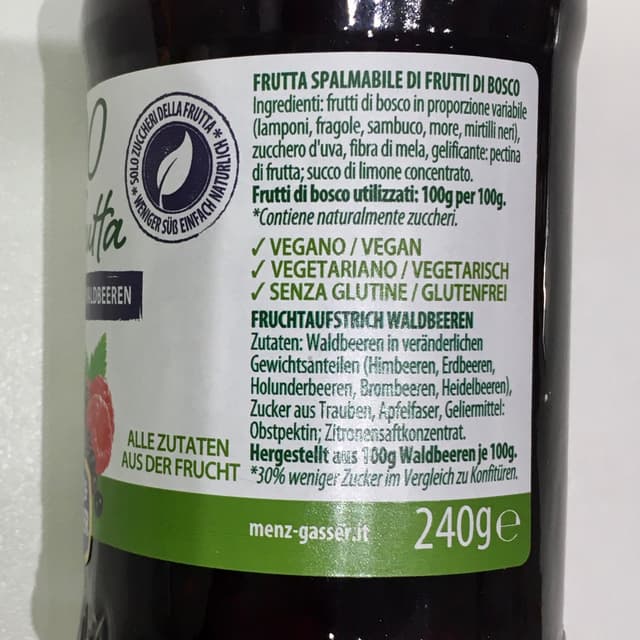 * SOLO ZUCCHERI DELLA FRUTTA *
WENIGER SÜß EINFACH NATÜRLICH
WALDBEEREN
ALLE ZUTATEN
AUS DER FRUCHT
FRUTTA SPALMABILE DI FRUTTI DI BOSCO
Ingredienti: frutti di bosco in proporzione variabile
(lamponi, fragole, sambuco, more, mirtilli neri),
zucchero d'uva, fibra di mela, gelificante: pectina
di frutta; succo di limone concentrato.
Frutti di bosco utilizzati: 100g per 100g.
*Contiene naturalmente zuccheri.
✓ VEGANO / VEGAN
✓ VEGETARIANO / VEGETARISCH
✓ SENZA GLUTINE / GLUTENFREI
FRUCHTAUFSTRICH WALDBEEREN
Zutaten: Waldbeeren in veränderlichen
Gewichtsanteilen (Himbeeren, Erdbeeren,
Holunderbeeren, Brombeeren, Heidelbeeren),
Zucker aus Trauben, Apfelfaser, Geliermittel:
Obstpektin; Zitronensaftkonzentrat.
Hergestellt aus 100g Waldbeeren je 100g.
*30% weniger Zucker im Vergleich zu Konfitüren.
menz-gasser.it
240g℮